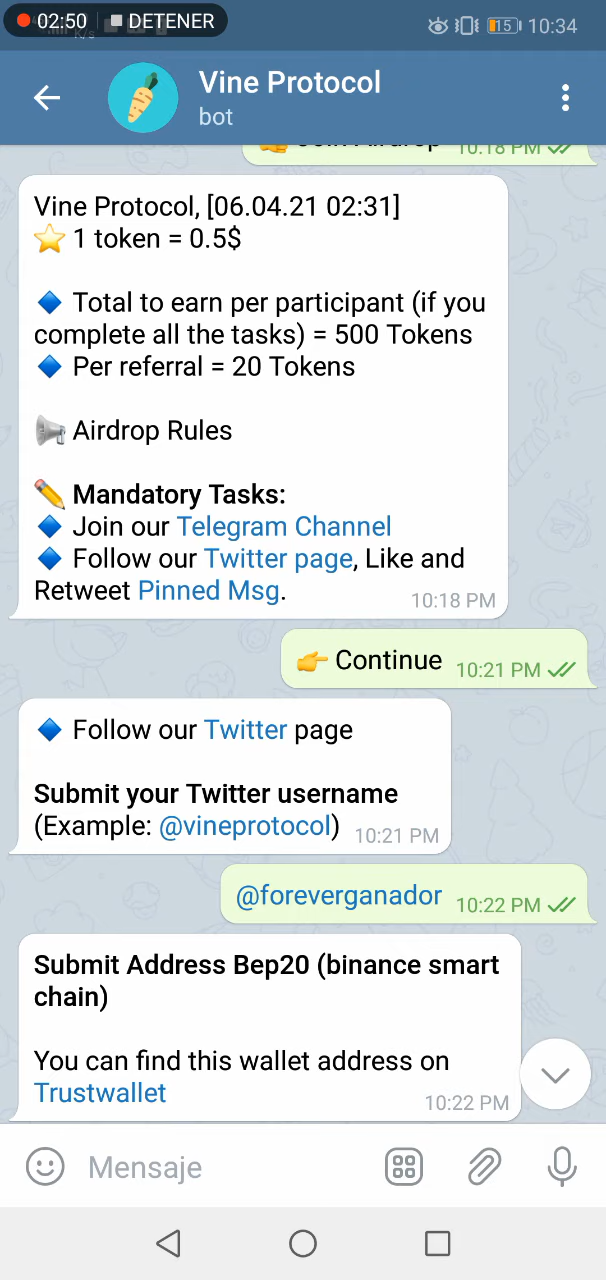 02:50 DETENER
K/s
15 10:34
Vine Protocol
bot
Join Airdrop 10:18 PM
Vine Protocol, [06.04.21 02:31]
1 token = 0.5$
Total to earn per participant (if you
complete all the tasks) = 500 Tokens
Per referral = 20 Tokens
Airdrop Rules
Mandatory Tasks:
Join our Telegram Channel
Follow our Twitter page, Like and
Retweet Pinned Msg.
10:18 PM
Continue 10:21 PM
Follow our Twitter page
Submit your Twitter username
(Example: @vineprotocol) 10:21 PM
@foreverganador 10:22 PM
Submit Address Bep20 (binance smart
chain)
You can find this wallet address on
Trustwallet
10:22 PM
Mensaje